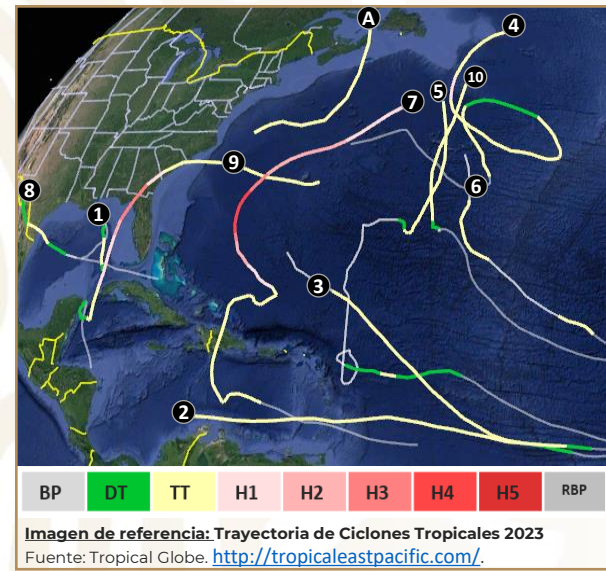 A
4
10
5
7
9
6
8
1
3
2
BP DT TT H1 H2 H3 H4 H5 RBP
Imagen de referencia: Trayectoria de Ciclones Tropicales 2023
Fuente: Tropical Globe. http://tropicaleastpacific.com/.